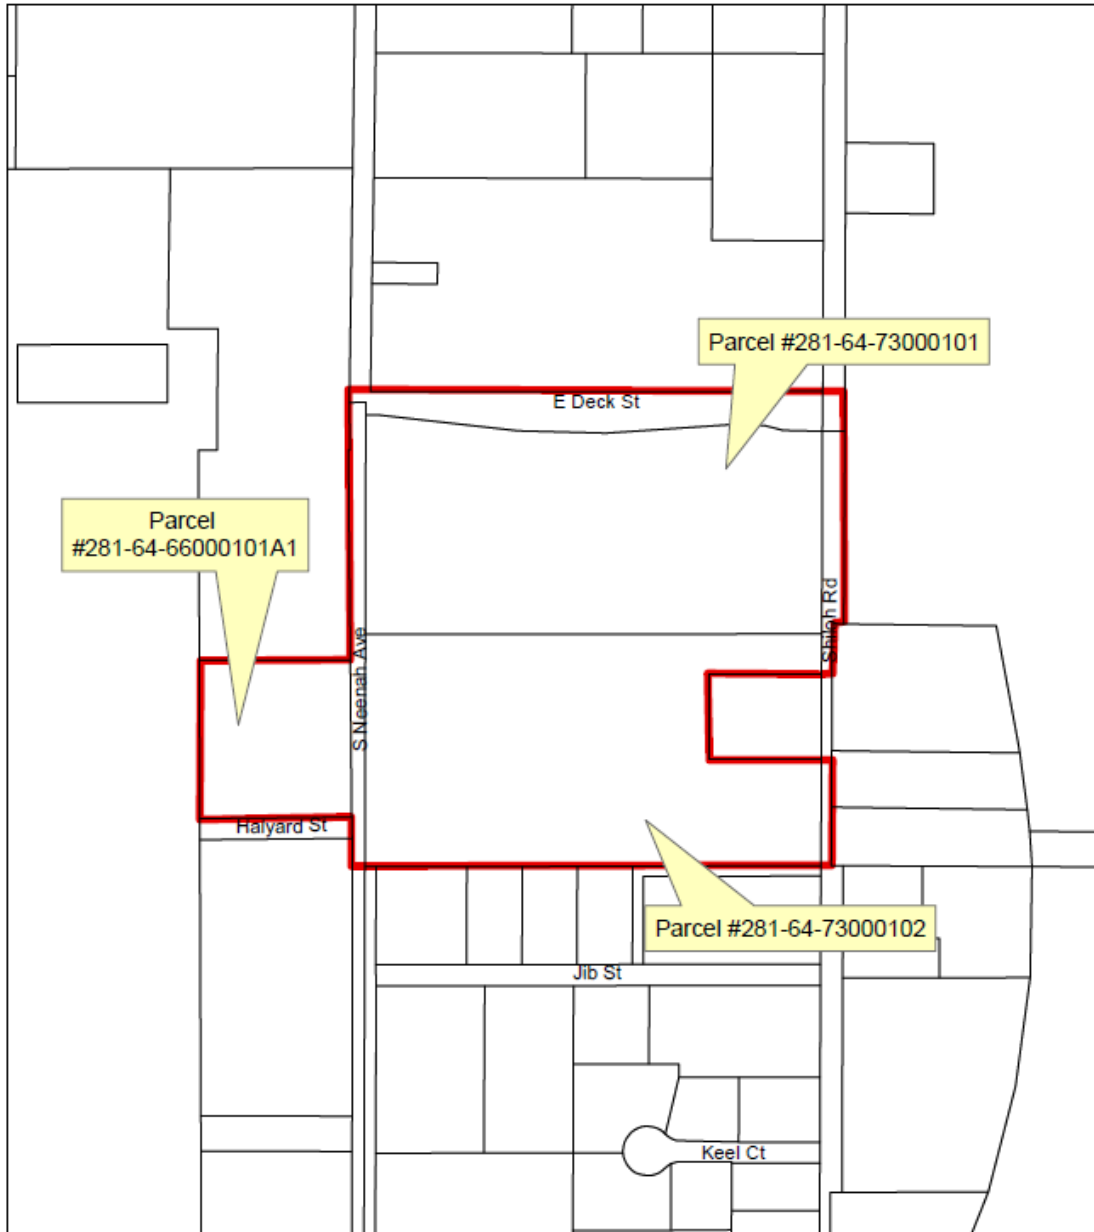 Parcel #281-64-73000101
E Deck St
Parcel
#281-64-66000101A1
Shiloh Rd
S Neenah Ave
Halyard St
Parcel #281-64-73000102
Jib St
Keel Ct